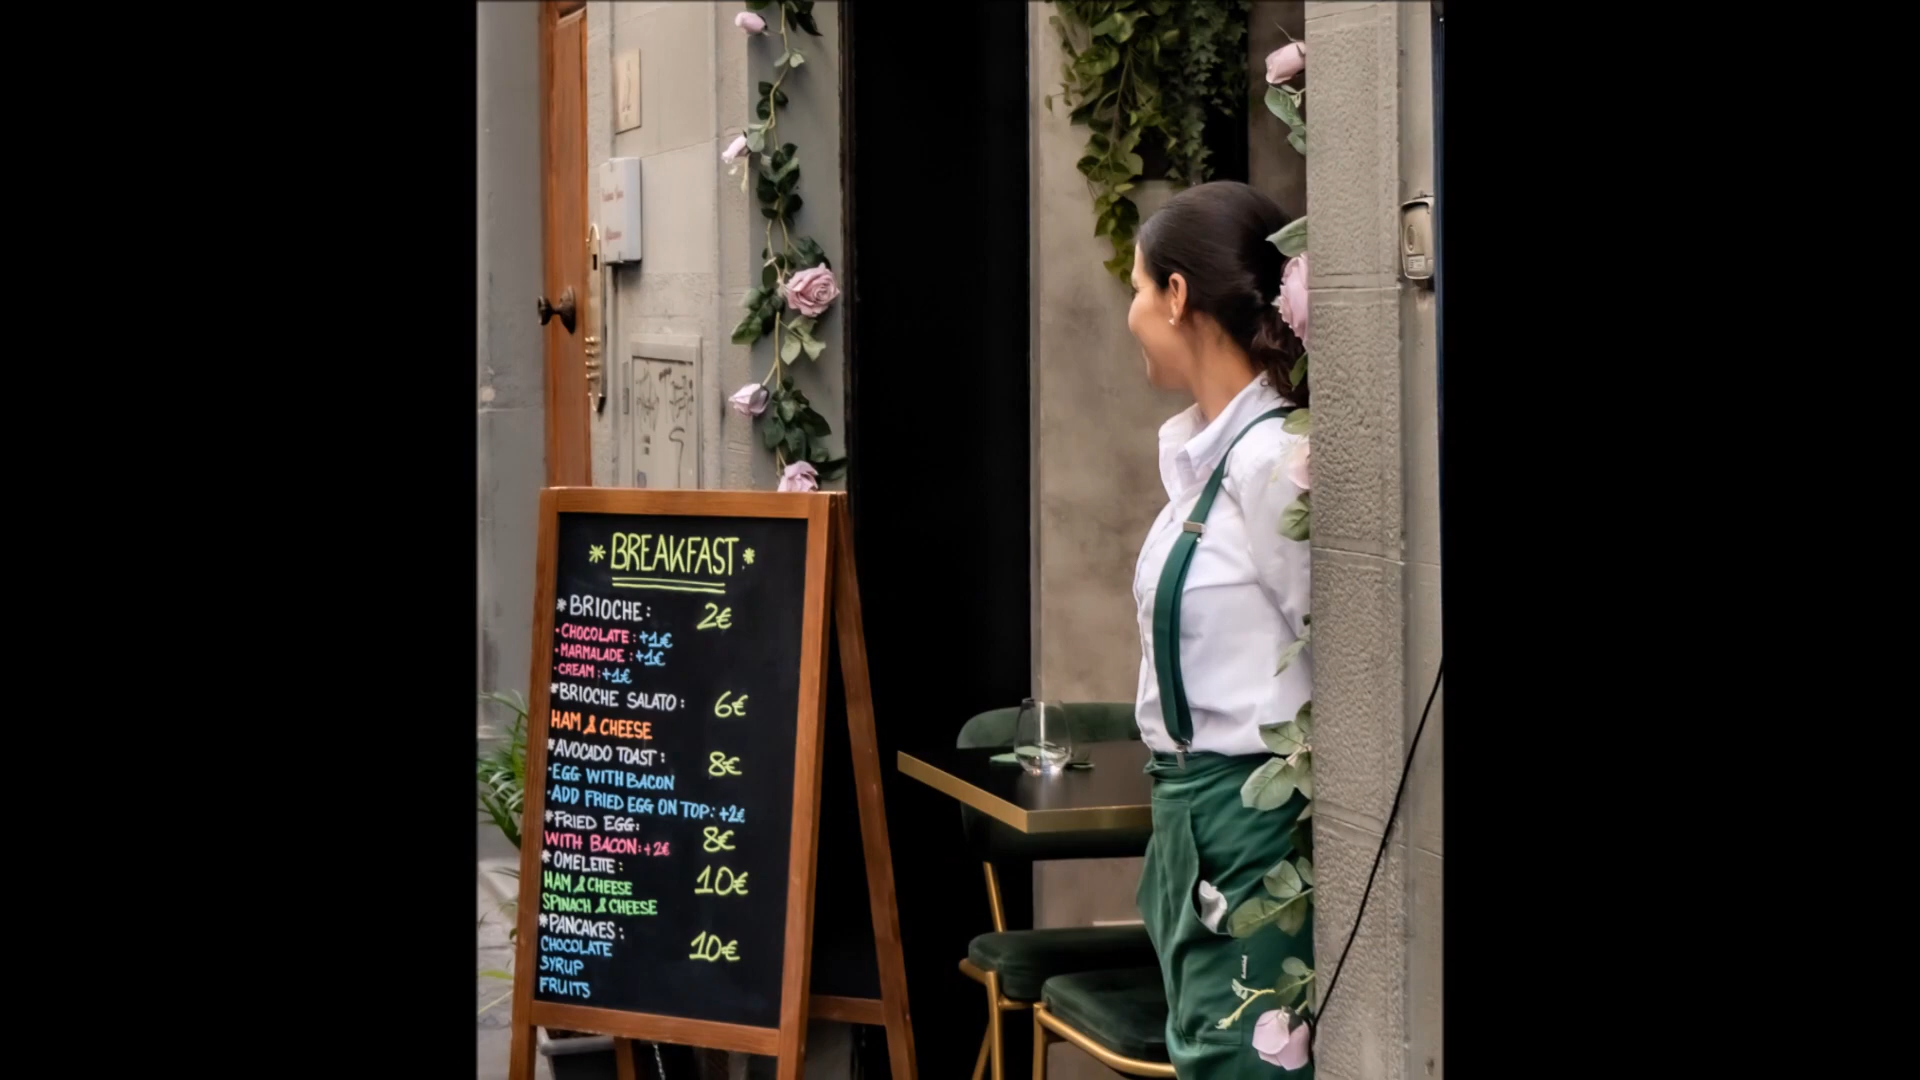 * BREAKFAST *
* BRIOCHE: 2€
- CHOCOLATE: +1€
- MARMALADE: +1€
- CREAM: +1€
* BRIOCHE SALATO: 6€
HAM & CHEESE
* AVOCADO TOAST: 8€
- EGG WITH BACON
- ADD FRIED EGG ON TOP: +2€
* FRIED EGG: 8€
WITH BACON: +2€
* OMELETTE: 10€
HAM & CHEESE
SPINACH & CHEESE
* PANCAKES: 10€
CHOCOLATE
SYRUP
FRUITS